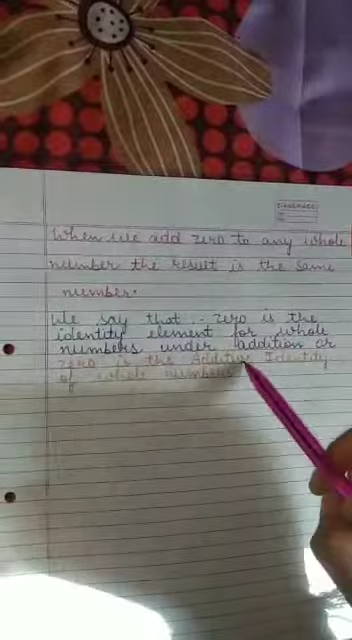 When we add zero to any whole
number the result is the same
number.
We say that :- zero is the
identity element for whole
numbers under addition or
zero is the Additive Identity
of whole numbers